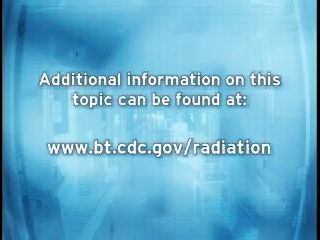 Additional information on this
topic can be found at:
www.bt.cdc.gov/radiation